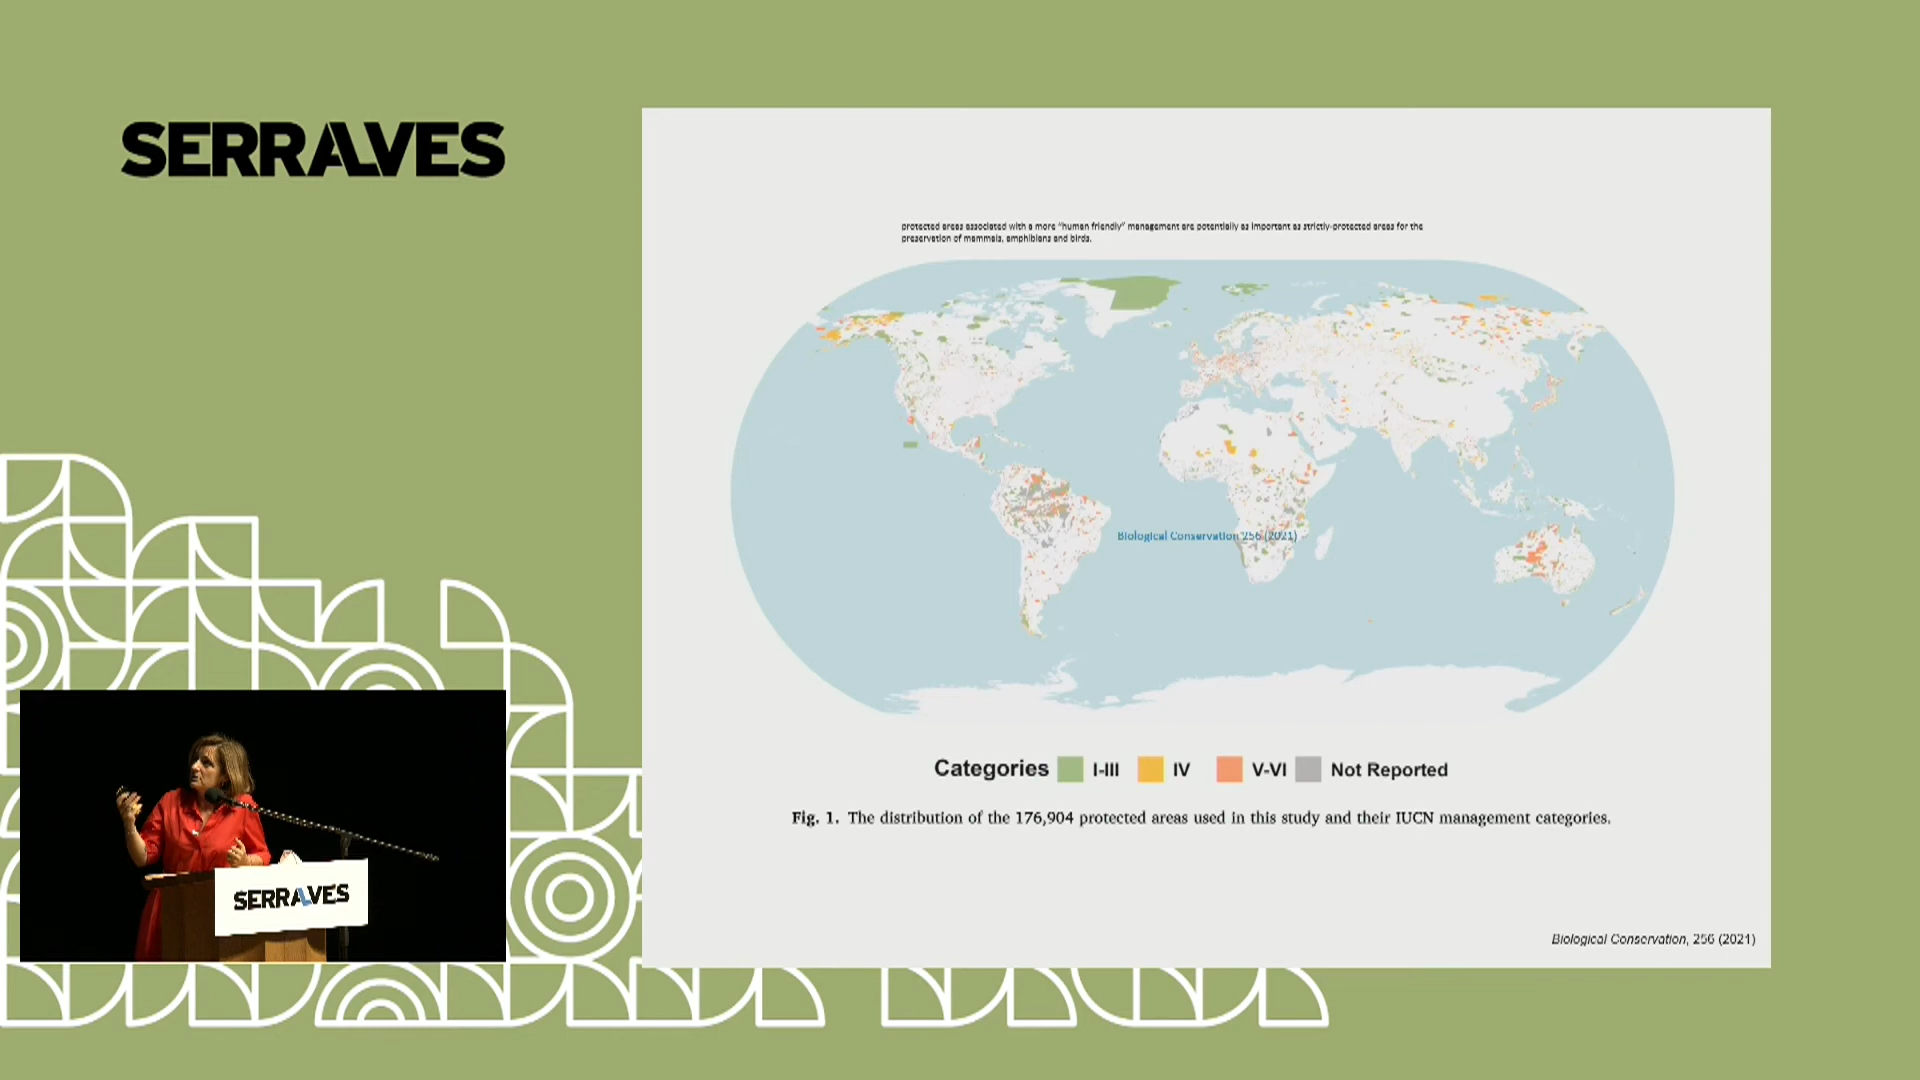 SERRALVES
protected areas associated with a more "human friendly" management are potentially as important as strictly-protected areas for the
preservation of mammals, amphibians and birds.
Biological Conservation 256 (2021)
Categories I-III IV V-VI Not Reported
Fig. 1. The distribution of the 176,904 protected areas used in this study and their IUCN management categories.
Biological Conservation, 256 (2021)
SERRALVES